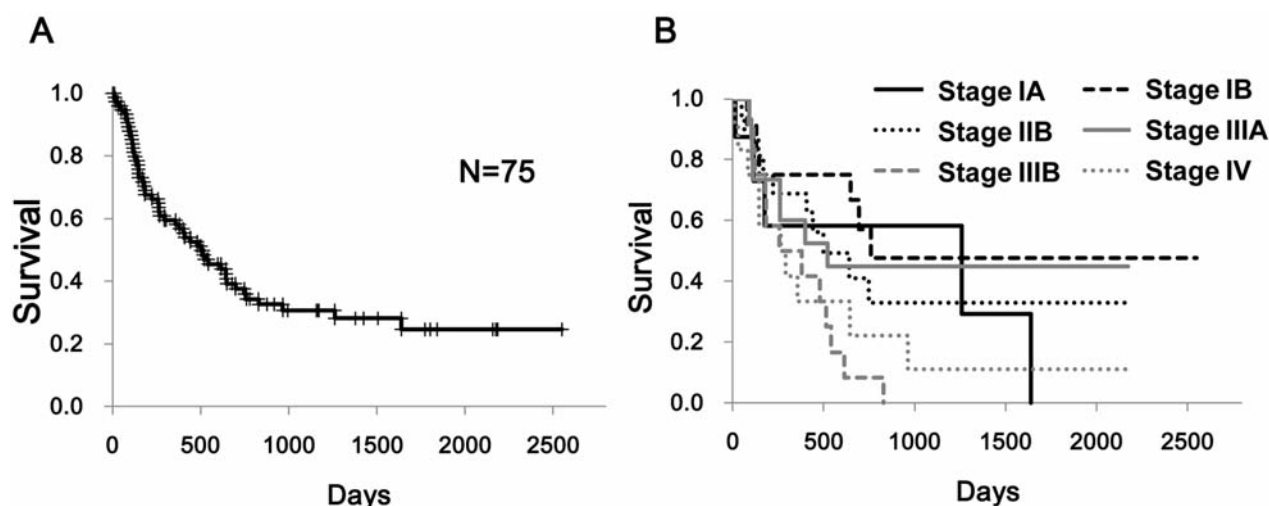 A
Survival
1.0
0.8
0.6
0.4
0.2
0.0
N=75
0 500 1000 1500 2000 2500
Days
B
Stage IA Stage IB
Stage IIB Stage IIIA
Stage IIIB Stage IV
Survival
1.0
0.8
0.6
0.4
0.2
0.0
0 500 1000 1500 2000 2500
Days